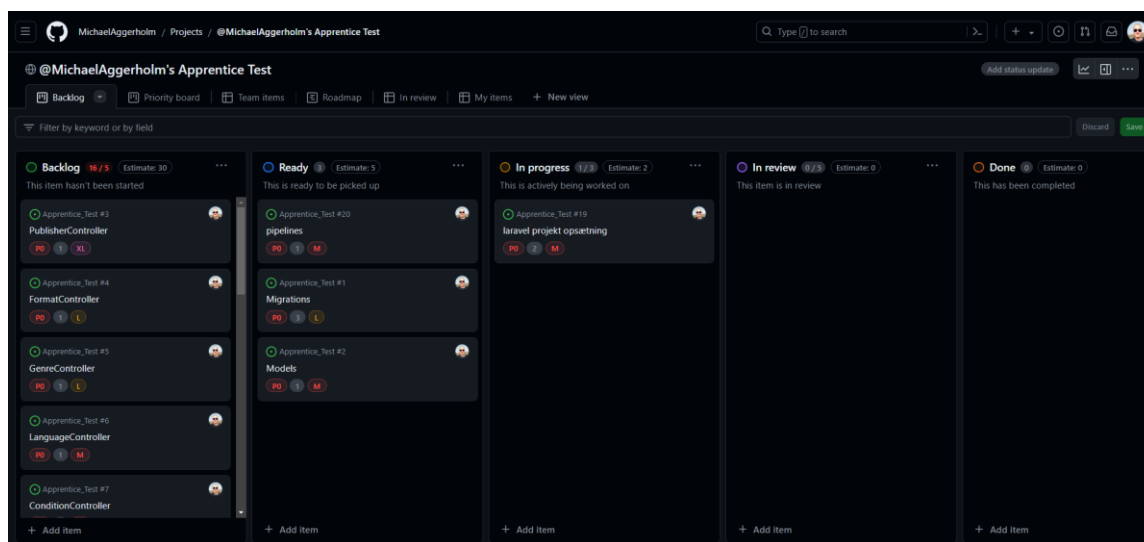 MichaelAggerholm / Projects / @MichaelAggerholm's Apprentice Test
Type / to search
@MichaelAggerholm's Apprentice Test
Add status update
Backlog
Priority board
Team items
Roadmap
In review
My items
+ New view
Filter by keyword or by field
Discard
Save
Backlog 16 / 5 Estimate: 30
This item hasn't been started
Apprentice_Test #3
PublisherController
P0 1 XL
Apprentice_Test #4
FormatController
P0 1 L
Apprentice_Test #5
GenreController
P0 1 L
Apprentice_Test #6
LanguageController
P0 1 M
Apprentice_Test #7
ConditionController
+ Add item
Ready 3 Estimate: 5
This is ready to be picked up
Apprentice_Test #20
pipelines
P0 1 M
Apprentice_Test #1
Migrations
P0 3 L
Apprentice_Test #2
Models
P0 1 M
+ Add item
In progress 1 / 3 Estimate: 2
This is actively being worked on
Apprentice_Test #19
laravel projekt opsætning
P0 2 M
+ Add item
In review 0 / 5 Estimate: 0
This item is in review
+ Add item
Done 0 Estimate: 0
This has been completed
+ Add item